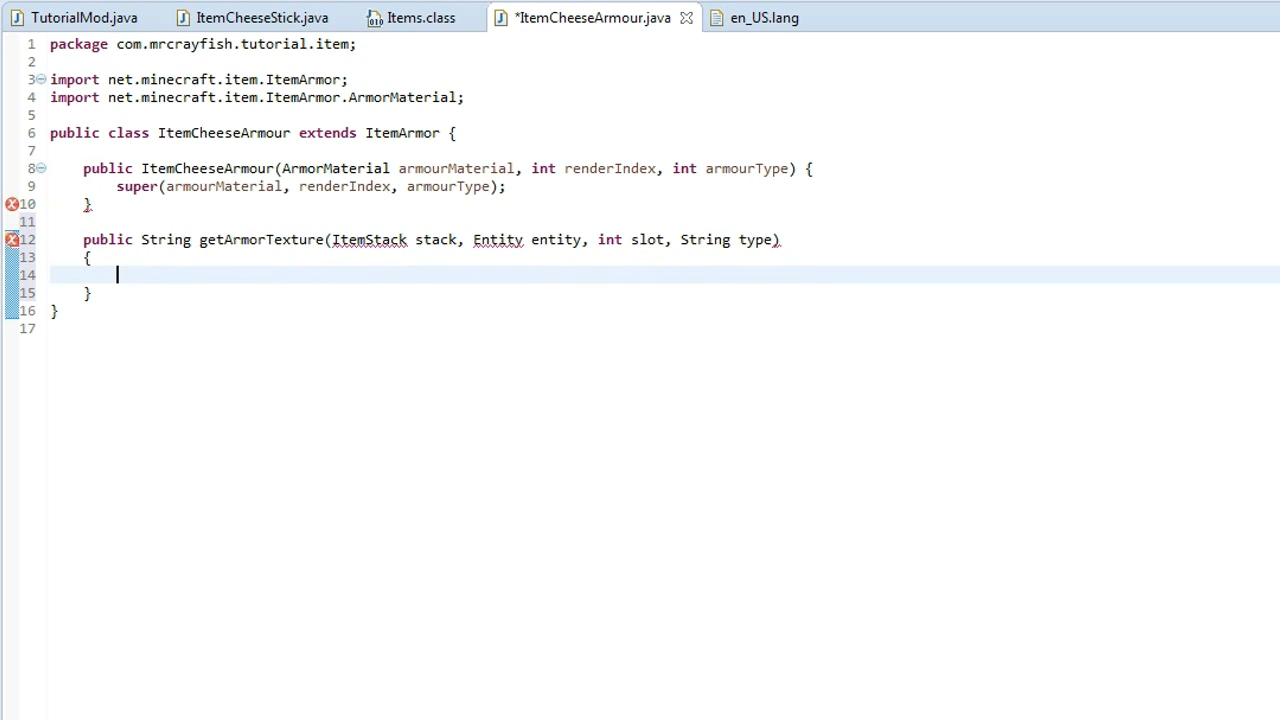 TutorialMod.java ItemCheeseStick.java Items.class *ItemCheeseArmour.java en_US.lang
1 package com.mrcrayfish.tutorial.item;
2
3 import net.minecraft.item.ItemArmor;
4 import net.minecraft.item.ItemArmor.ArmorMaterial;
5
6 public class ItemCheeseArmour extends ItemArmor {
7
8 public ItemCheeseArmour(ArmorMaterial armourMaterial, int renderIndex, int armourType) {
9 super(armourMaterial, renderIndex, armourType);
10 }
11
12 public String getArmorTexture(ItemStack stack, Entity entity, int slot, String type)
13 {
14
15 }
16 }
17